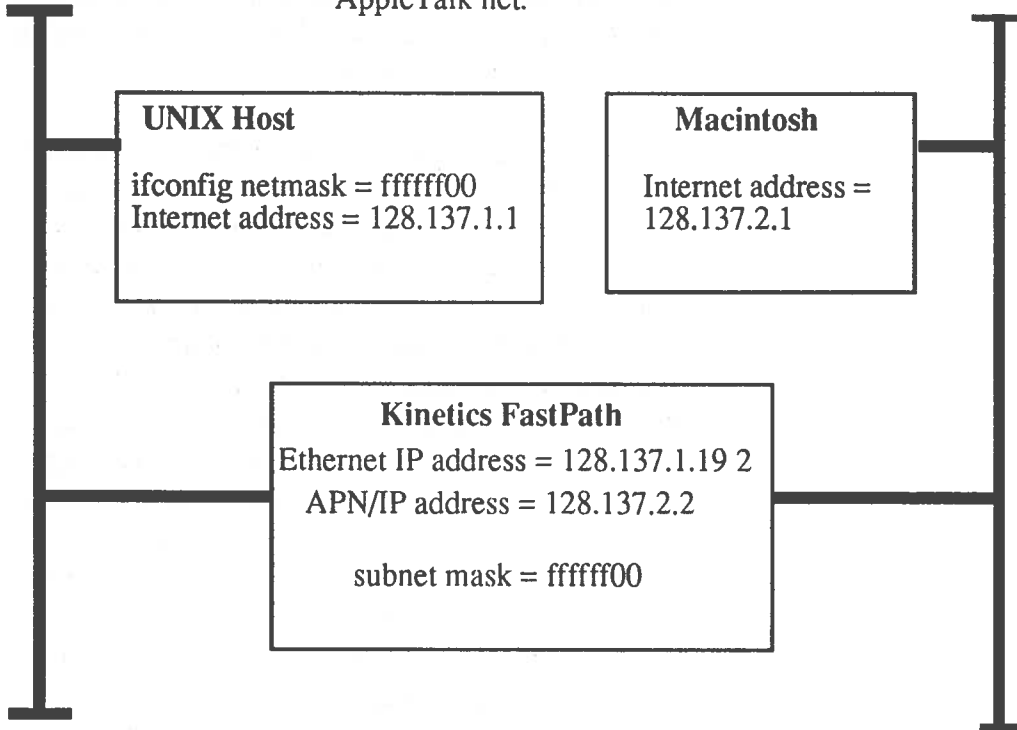 AppleTalk net.
UNIX Host
ifconfig netmask = ffffff00
Internet address = 128.137.1.1
Macintosh
Internet address =
128.137.2.1
Kinetics FastPath
Ethernet IP address = 128.137.1.19 2
APN/IP address = 128.137.2.2
subnet mask = ffffff00